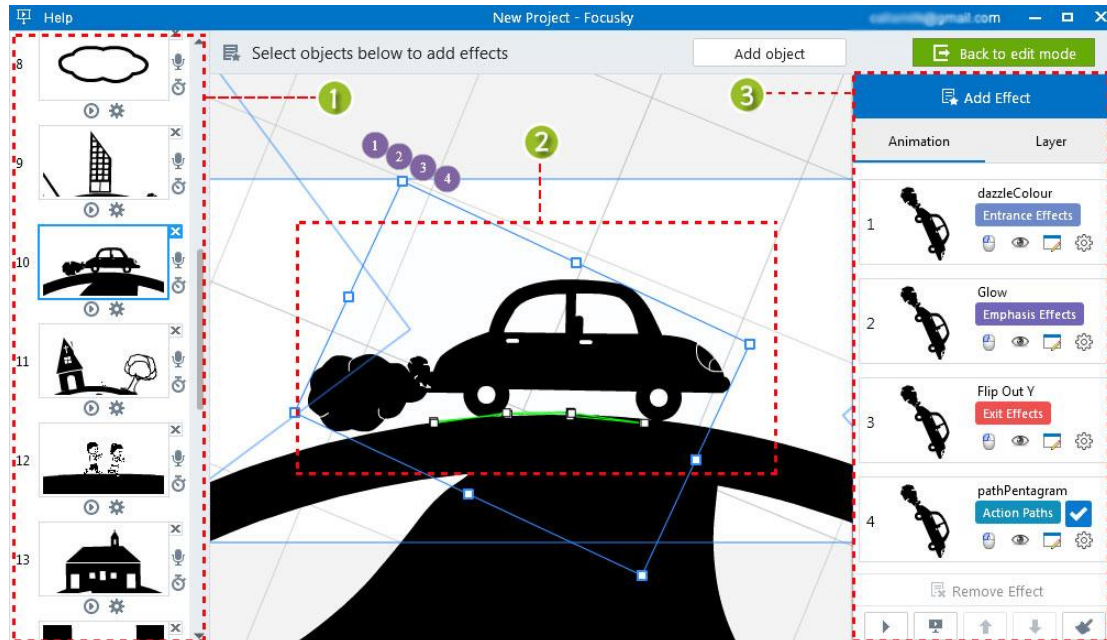 Help
New Project - Focusky
@gmail.com
Select objects below to add effects
Add object
Back to edit mode
8
9
10
11
12
13
1
2
3
1
2
3
4
Add Effect
Animation
Layer
1
dazzleColour
Entrance Effects
2
Glow
Emphasis Effects
3
Flip Out Y
Exit Effects
4
pathPentagram
Action Paths
Remove Effect